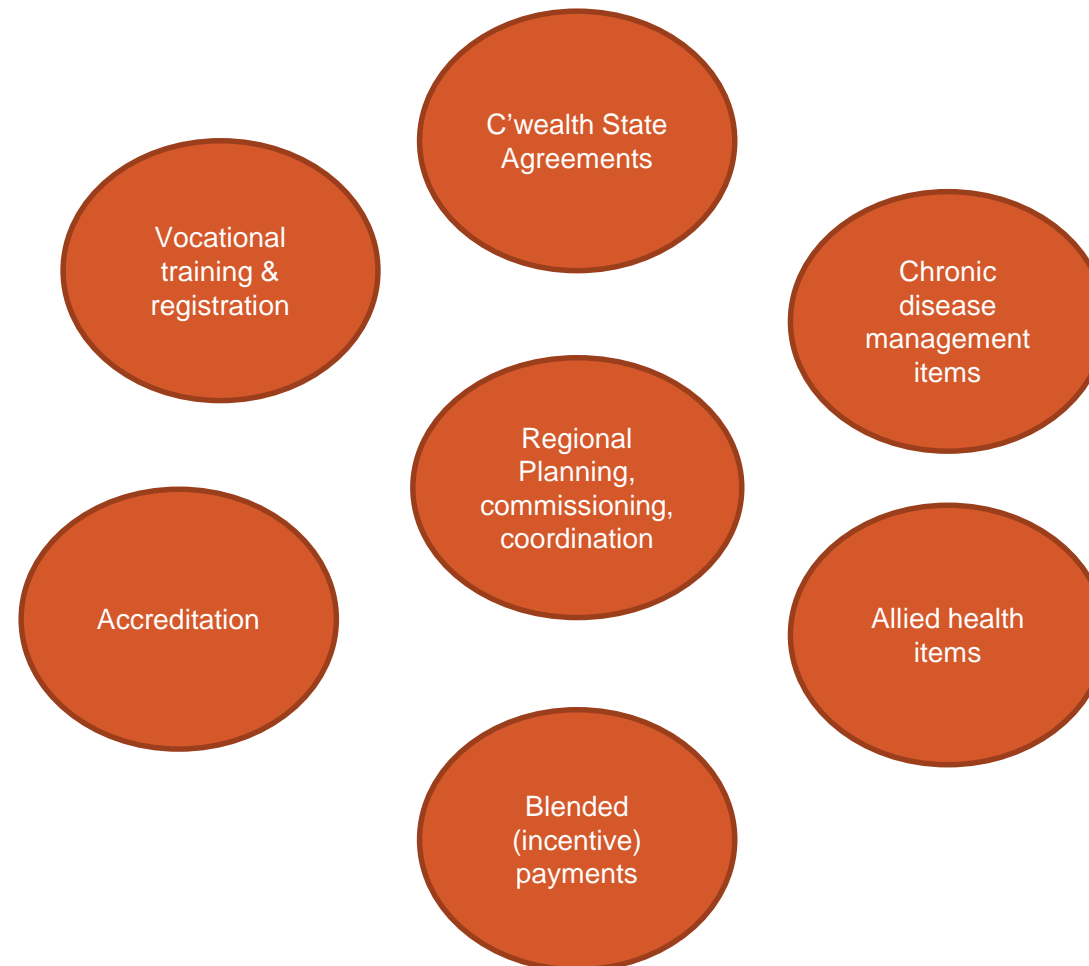 C’wealth State
Agreements
Vocational
training &
registration
Chronic
disease
management
items
Regional
Planning,
commissioning,
coordination
Accreditation
Allied health
items
Blended
(incentive)
payments